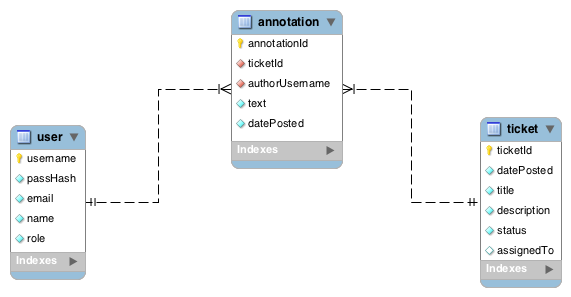 annotation
annotationId
ticketId
authorUsername
text
datePosted
Indexes
user
username
passHash
email
name
role
Indexes
ticket
ticketId
datePosted
title
description
status
assignedTo
Indexes